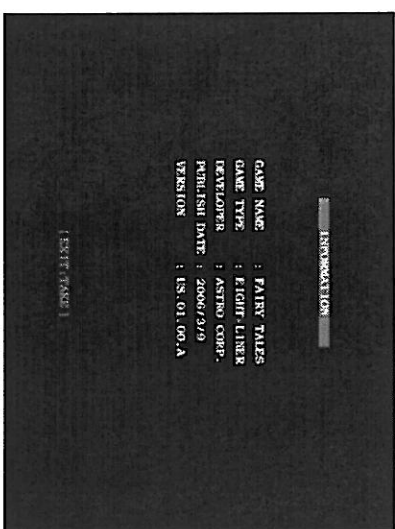 INFORMATION
GAME NAME : FAIRY TALES
GAME TYPE : EIGHT-LINER
DEVELOPER : ASTRO CORP.
PUBLISH DATE : 2006/3/9
VERSION : US.01.00.A
[ EXIT : TAKE ]